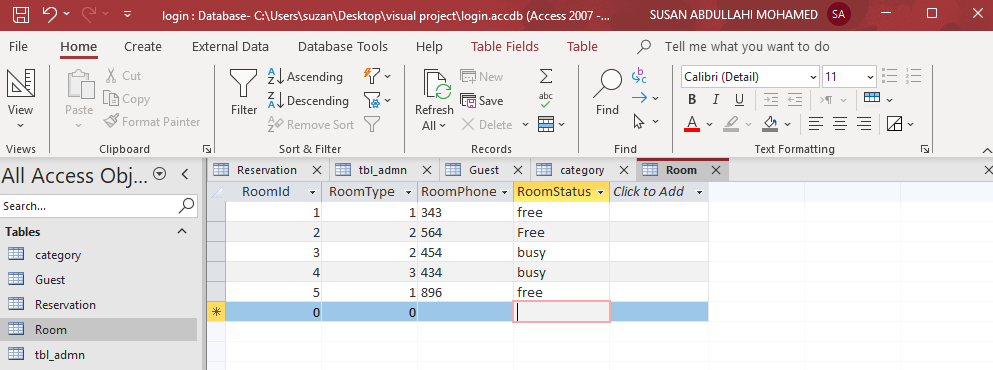 login : Database- C:\Users\suzan\Desktop\visual project\login.accdb (Access 2007 -... SUSAN ABDULLAHI MOHAMED SA
File Home Create External Data Database Tools Help Table Fields Table Tell me what you want to do
View Paste Cut Copy Format Painter Filter Ascending Descending Remove Sort Refresh All New Save Delete Find Calibri (Detail) 11 B I U
Views Clipboard Sort & Filter Records Find Text Formatting
All Access Obj...
Search...
Tables
category
Guest
Reservation
Room
tbl_admn
Reservation tbl_admn Guest category Room
RoomId RoomType RoomPhone RoomStatus Click to Add
1 1 343 free
2 2 564 Free
3 2 454 busy
4 3 434 busy
5 1 896 free
0 0